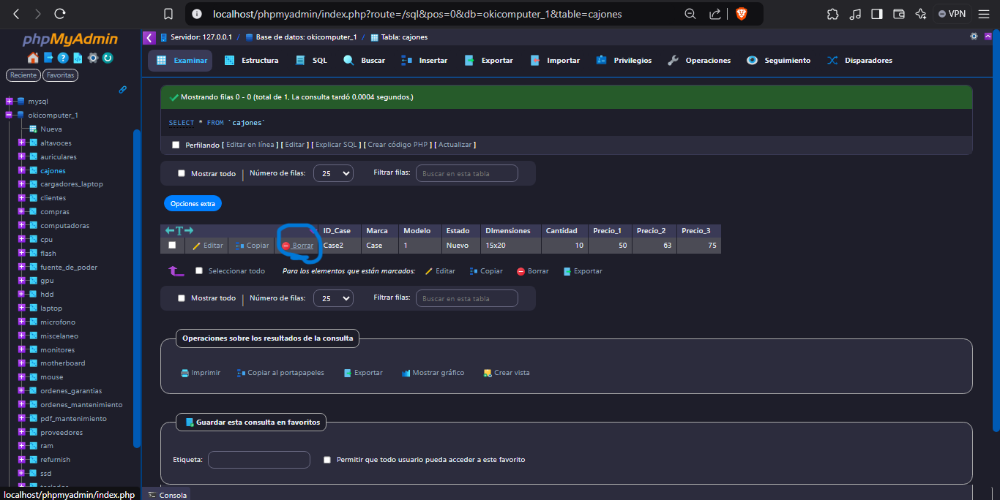 localhost/phpmyadmin/index.php?route=/sql&pos=0&db=okicomputer_1&table=cajones
VPN
phpMyAdmin
Reciente Favoritas
mysql
okicomputer_1
Nueva
altavoces
auriculares
cajones
cargadores_laptop
clientes
compras
computadoras
cpu
flash
fuente_de_poder
gpu
hdd
laptop
microfono
miscelaneo
monitores
motherboard
mouse
ordenes_garantias
ordenes_mantenimiento
pdf_mantenimiento
proveedores
ram
refurnish
ssd
localhost/phpmyadmin/index.php
Servidor: 127.0.0.1 / Base de datos: okicomputer_1 / Tabla: cajones
Examinar Estructura SQL Buscar Insertar Exportar Importar Privilegios Operaciones Seguimiento Disparadores
Mostrando filas 0 - 0 (total de 1, La consulta tardó 0,0004 segundos.)
SELECT * FROM `cajones`
Perfilando [ Editar en línea ] [ Editar ] [ Explicar SQL ] [ Crear código PHP ] [ Actualizar ]
Mostrar todo | Número de filas: 25 Filtrar filas: Buscar en esta tabla
Opciones extra
←T→ ID_Case Marca Modelo Estado DImensiones Cantidad Precio_1 Precio_2 Precio_3
Editar Copiar Borrar Case2 Case 1 Nuevo 15x20 10 50 63 75
Seleccionar todo Para los elementos que están marcados: Editar Copiar Borrar Exportar
Mostrar todo | Número de filas: 25 Filtrar filas: Buscar en esta tabla
Operaciones sobre los resultados de la consulta
Imprimir Copiar al portapapeles Exportar Mostrar gráfico Crear vista
Guardar esta consulta en favoritos
Etiqueta: Permitir que todo usuario pueda acceder a este favorito
Consola